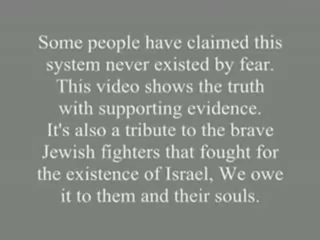 Some people have claimed this
system never existed by fear.
This video shows the truth
with supporting evidence.
It's also a tribute to the brave
Jewish fighters that fought for
the existence of Israel, We owe
it to them and their souls.